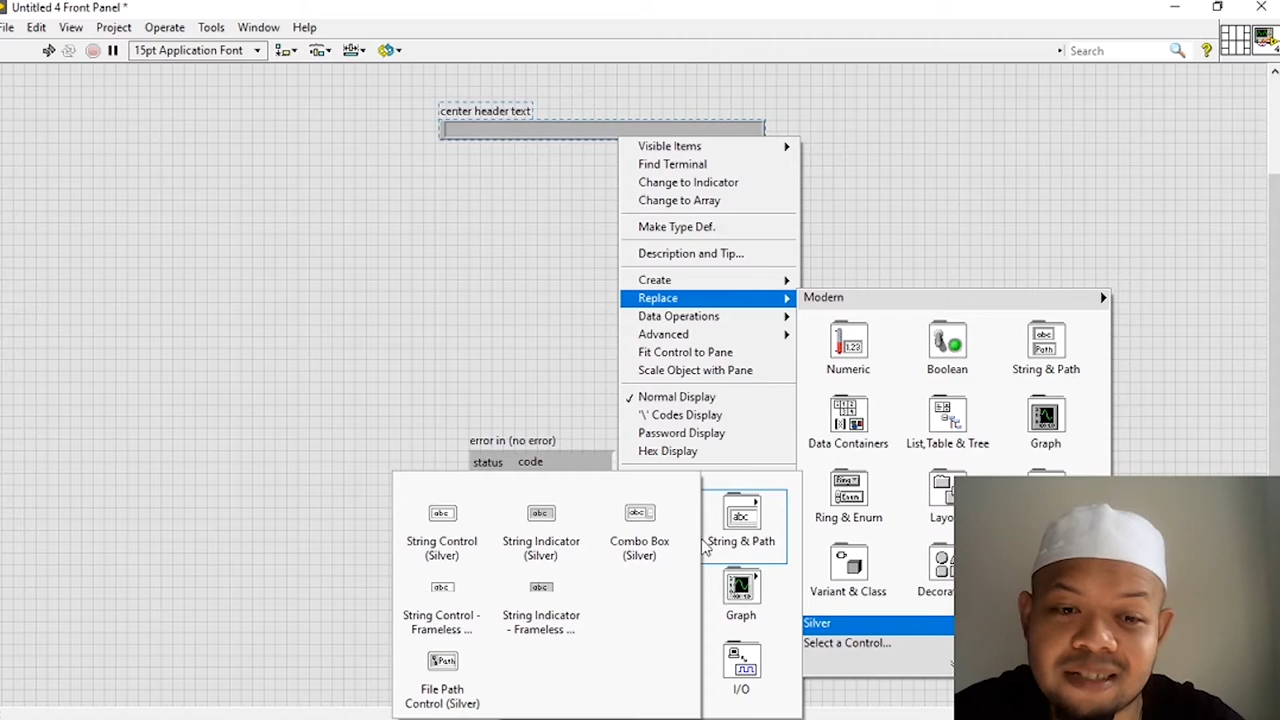 Untitled 4 Front Panel *
File Edit View Project Operate Tools Window Help
15pt Application Font
Search
center header text
Visible Items
Find Terminal
Change to Indicator
Change to Array
Make Type Def.
Description and Tip...
Create
Replace
Data Operations
Advanced
Fit Control to Pane
Scale Object with Pane
Normal Display
'\' Codes Display
Password Display
Hex Display
Modern
Numeric
Boolean
String & Path
Data Containers
List, Table & Tree
Graph
Ring & Enum
Variant & Class
Silver
Select a Control...
error in (no error)
status code
String Control (Silver)
String Indicator (Silver)
Combo Box (Silver)
String Control - Frameless ...
String Indicator - Frameless ...
File Path Control (Silver)
String & Path
Graph
I/O